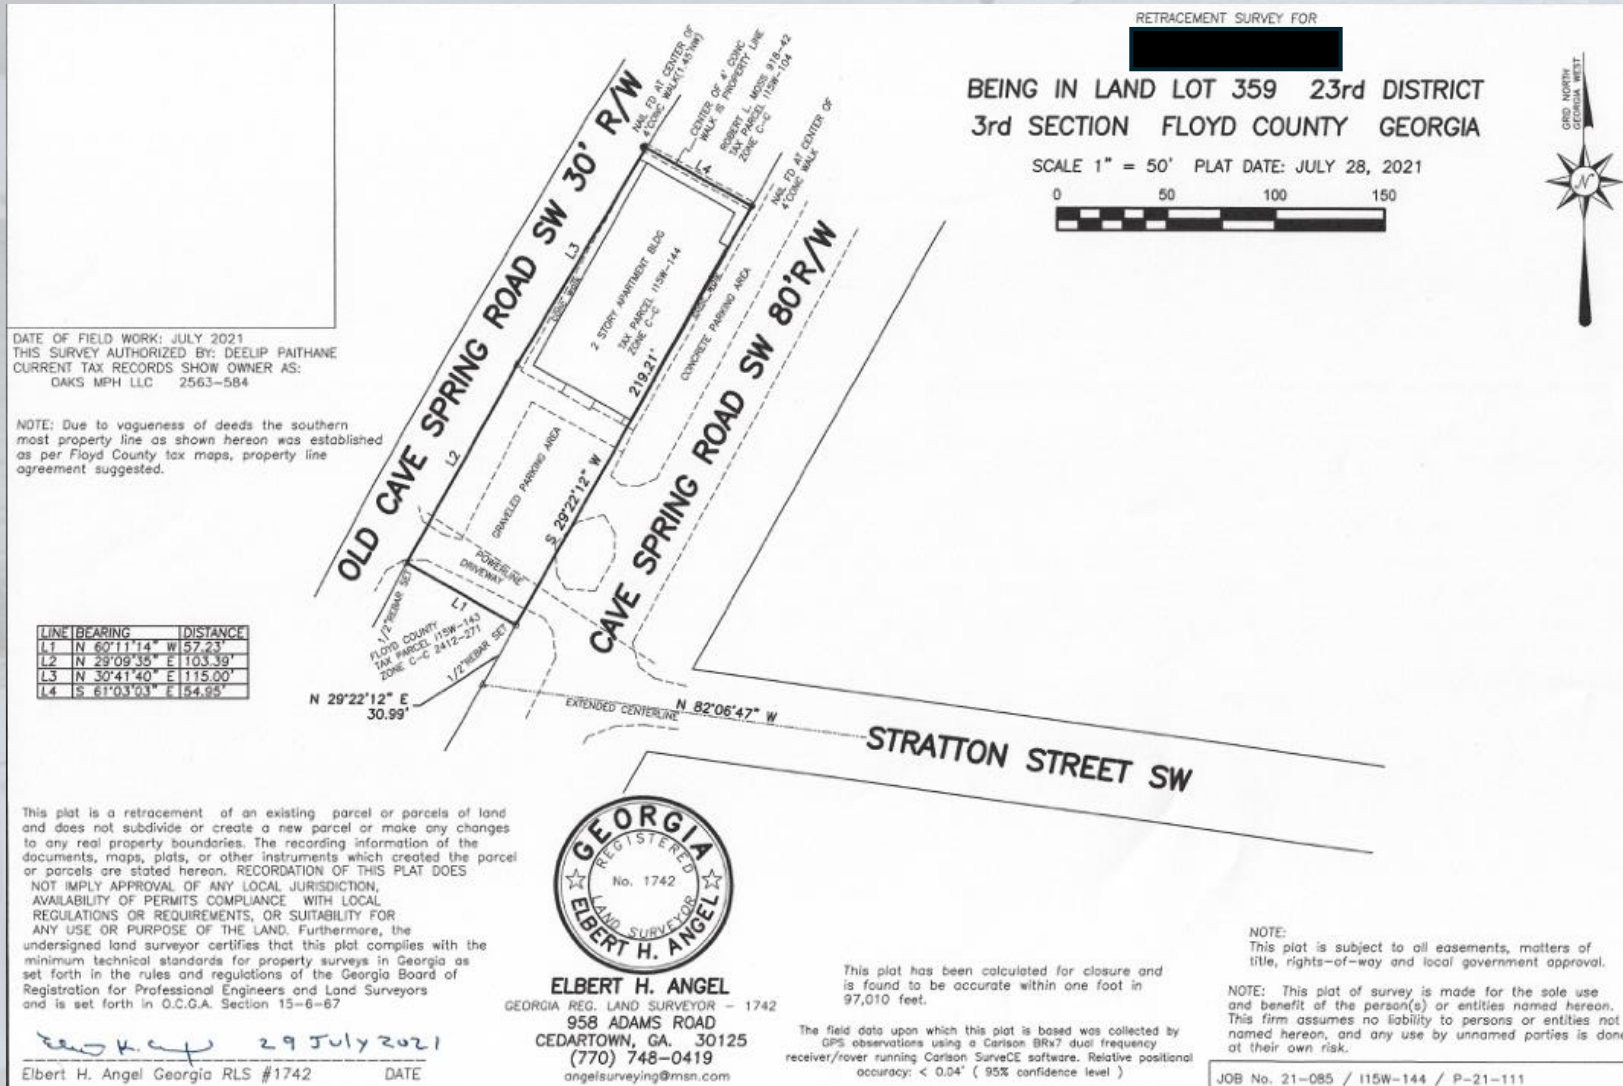 RETRACEMENT SURVEY FOR
BEING IN LAND LOT 359 23rd DISTRICT
3rd SECTION FLOYD COUNTY GEORGIA
SCALE 1" = 50' PLAT DATE: JULY 28, 2021
0 50 100 150
GRID NORTH
GEORGIA WEST
N
NAIL FD AT CENTER OF
4'CONC WALK(1.45'NW)
CENTER OF 4' CONC
WALK IS PROPERTY LINE
ROBERT L. MOSS 918-42
TAX PARCEL I15W-104
ZONE C-C
NAIL FD AT CENTER OF
4'CONC WALK
L4
OLD CAVE SPRING ROAD SW 30' R/W
L3
CONC WALK
2 STORY APARTMENT BLDG
TAX PARCEL I15W-144
ZONE C-C
219.21'
CONCRETE PARKING AREA
CAVE SPRING ROAD SW 80'R/W
L2
GRAVELED PARKING AREA
S 29°22'12" W
POWERLINE
DRIVEWAY
1/2"REBAR SET
L1
FLOYD COUNTY
TAX PARCEL I15W-143
ZONE C-C 2412-271
1/2"REBAR SET
N 29°22'12" E
30.99'
EXTENDED CENTERLINE
N 82°06'47" W
STRATTON STREET SW
DATE OF FIELD WORK: JULY 2021
THIS SURVEY AUTHORIZED BY: DEELIP PAITHANE
CURRENT TAX RECORDS SHOW OWNER AS:
OAKS MPH LLC 2563-584
NOTE: Due to vagueness of deeds the southern
most property line as shown hereon was established
as per Floyd County tax maps, property line
agreement suggested.
LINE BEARING DISTANCE
L1 N 60°11'14" W 57.23'
L2 N 29°09'35" E 103.39'
L3 N 30°41'40" E 115.00'
L4 S 61°03'03" E 54.95'
This plat is a retracement of an existing parcel or parcels of land
and does not subdivide or create a new parcel or make any changes
to any real property boundaries. The recording information of the
documents, maps, plats, or other instruments which created the parcel
or parcels are stated hereon. RECORDATION OF THIS PLAT DOES
NOT IMPLY APPROVAL OF ANY LOCAL JURISDICTION,
AVAILABILITY OF PERMITS COMPLIANCE WITH LOCAL
REGULATIONS OR REQUIREMENTS, OR SUITABILITY FOR
ANY USE OR PURPOSE OF THE LAND. Furthermore, the
undersigned land surveyor certifies that this plat complies with the
minimum technical standards for property surveys in Georgia as
set forth in the rules and regulations of the Georgia Board of
Registration for Professional Engineers and Land Surveyors
and is set forth in O.C.G.A. Section 15-6-67
29 July 2021
Elbert H. Angel Georgia RLS #1742 DATE
GEORGIA
REGISTERED
No. 1742
LAND SURVEYOR
ELBERT H. ANGEL
ELBERT H. ANGEL
GEORGIA REG. LAND SURVEYOR - 1742
958 ADAMS ROAD
CEDARTOWN, GA. 30125
(770) 748-0419
angelsurveying@msn.com
This plat has been calculated for closure and
is found to be accurate within one foot in
97,010 feet.
The field data upon which this plat is based was collected by
GPS observations using a Carlson BRx7 dual frequency
receiver/rover running Carlson SurveCE software. Relative positional
accuracy: < 0.04' ( 95% confidence level )
NOTE:
This plat is subject to all easements, matters of
title, rights-of-way and local government approval.
NOTE: This plat of survey is made for the sole use
and benefit of the person(s) or entities named hereon.
This firm assumes no liability to persons or entities not
named hereon, and any use by unnamed parties is done
at their own risk.
JOB No. 21-085 / I15W-144 / P-21-111